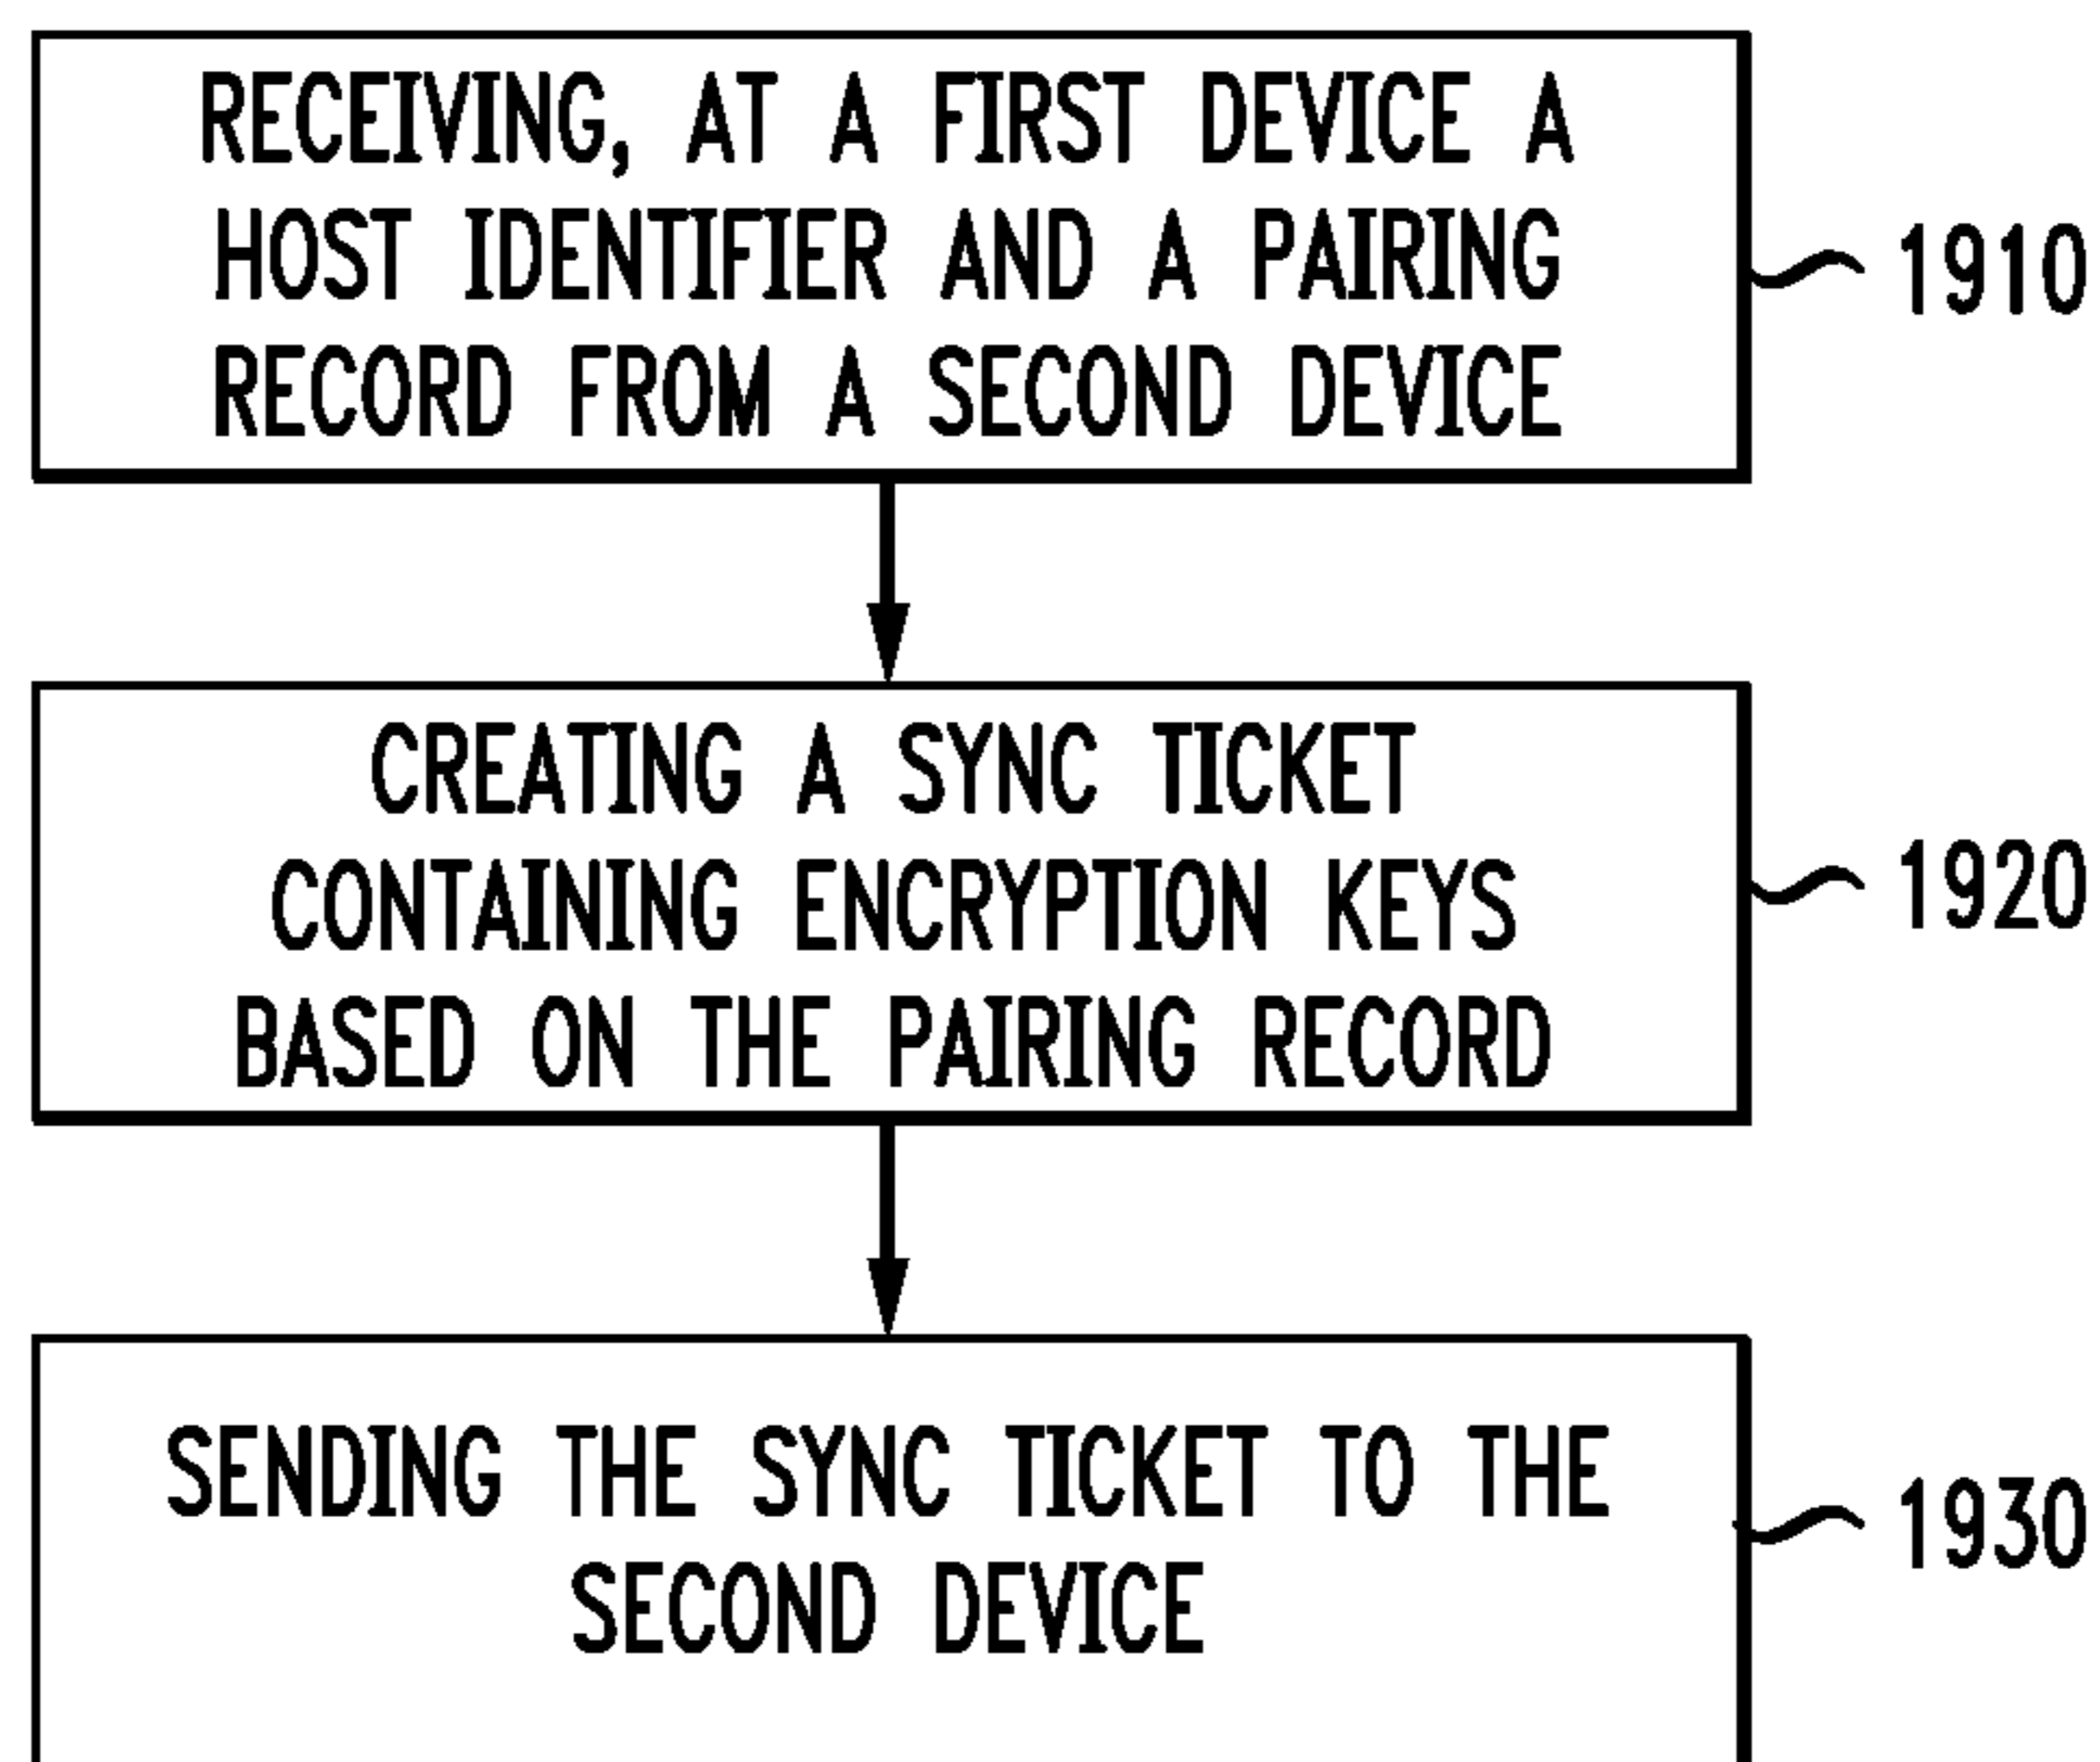 RECEIVING, AT A FIRST DEVICE A
HOST IDENTIFIER AND A PAIRING
RECORD FROM A SECOND DEVICE
1910
CREATING A SYNC TICKET
CONTAINING ENCRYPTION KEYS
BASED ON THE PAIRING RECORD
1920
SENDING THE SYNC TICKET TO THE
SECOND DEVICE
1930